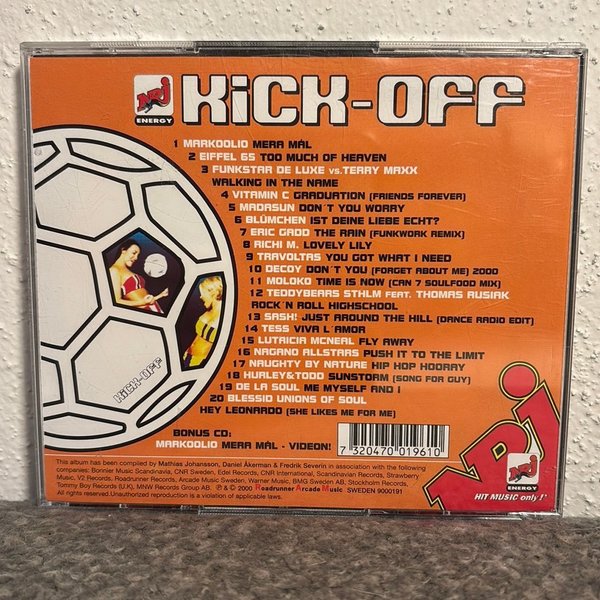 NRJ
ENERGY
KiCK-OFF
1 MARKOOLIO MERA MÅL
2 EIFFEL 65 TOO MUCH OF HEAVEN
3 FUNKSTAR DE LUXE VS. TERRY MAXX
WALKING IN THE NAME
4 VITAMIN C GRADUATION (FRIENDS FOREVER)
5 MADASUN DON´T YOU WORRY
6 BLÜMCHEN IST DEINE LIEBE ECHT?
7 ERIC GADD THE RAIN (FUNKWORK REMIX)
8 RICHI M. LOVELY LILY
9 TRAVOLTAS YOU GOT WHAT I NEED
10 DECOY DON´T YOU (FORGET ABOUT ME) 2000
11 MOLOKO TIME IS NOW (CAN 7 SOULFOOD MIX)
12 TEDDYBEARS STHLM FEAT. THOMAS RUSIAK
ROCK´N ROLL HIGHSCHOOL
13 SASH! JUST AROUND THE HILL (DANCE RADIO EDIT)
14 TESS VIVA L´AMOR
15 LUTRICIA MCNEAL FLY AWAY
16 NAGANO ALLSTARS PUSH IT TO THE LIMIT
17 NAUGHTY BY NATURE HIP HOP HOORAY
18 HURLEY&TODD SUNSTORM (SONG FOR GUY)
19 DE LA SOUL ME MYSELF AND I
20 BLESSID UNIONS OF SOUL
HEY LEONARDO (SHE LIKES ME FOR ME)
KiCK-OFF
BONUS CD:
MARKOOLIO MERA MÅL - VIDEON!
7 320470 019610
NRJ
This album has been compiled by Mathias Johansson, Daniel Åkerman & Fredrik Severin in association with the following
companies: Bonnier Music Scandinavia, CNR Sweden, Edel Records, CNR International, Scandinavian Records, Strawberry
Music, V2 Records, Roadrunner Records, Arcade Music Sweden, Warner Music, BMG Sweden AB, Stockholm Records,
Tommy Boy Records (U.K), MNW Records Group AB. ℗ & © 2000 Roadrunner Arcade Music SWEDEN 9000191
All rights reserved.Unauthorized reproduction is a violation of applicable laws.
NRJ
ENERGY
HIT MUSIC only !'